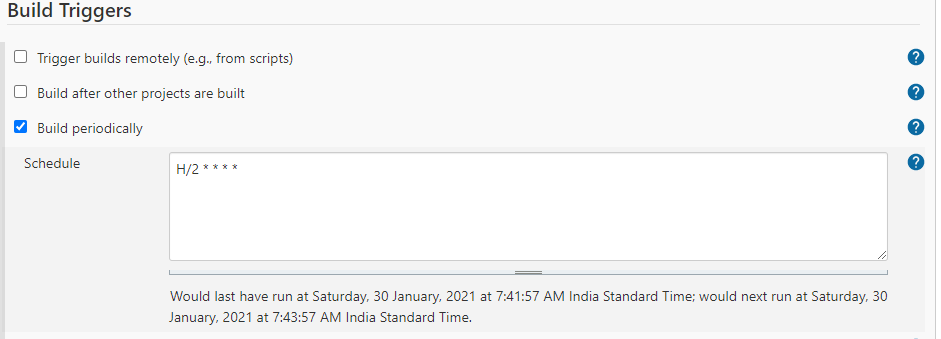 Build Triggers
Trigger builds remotely (e.g., from scripts)
?
Build after other projects are built
?
Build periodically
?
Schedule
H/2 * * * *
?
Would last have run at Saturday, 30 January, 2021 at 7:41:57 AM India Standard Time; would next run at Saturday, 30
January, 2021 at 7:43:57 AM India Standard Time.